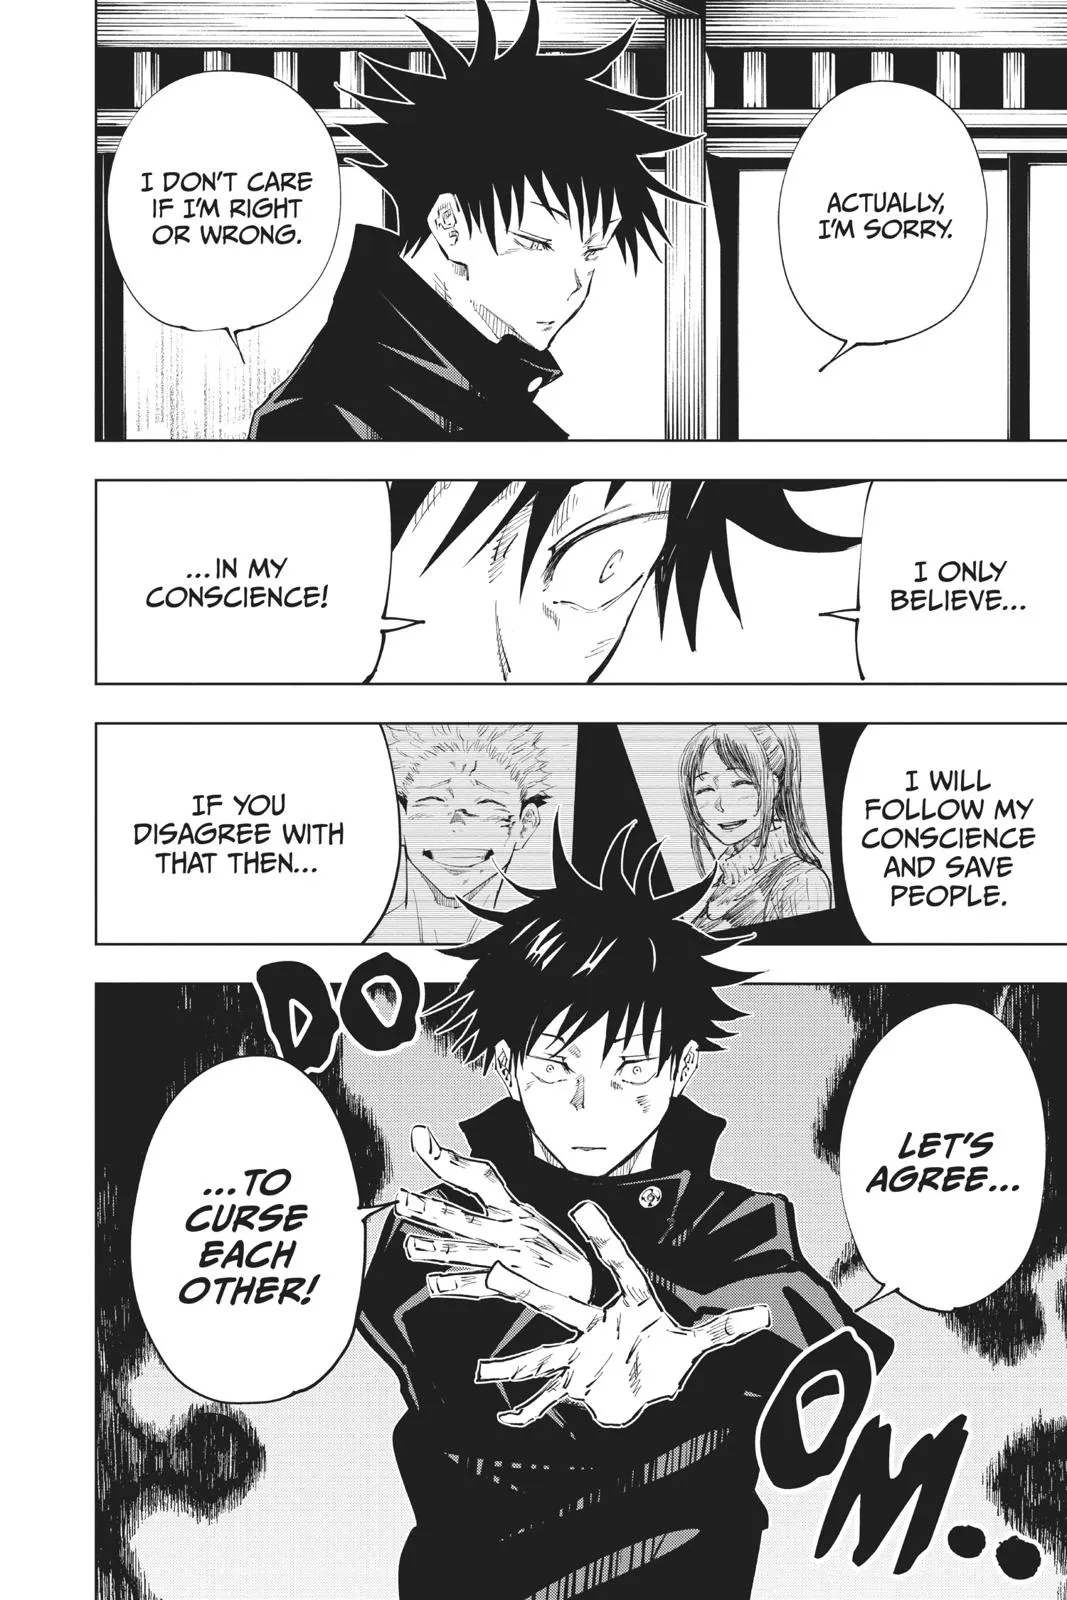 ACTUALLY,
I'M SORRY.
I DON'T CARE
IF I'M RIGHT
OR WRONG.
I ONLY
BELIEVE...
...IN MY
CONSCIENCE!
I WILL
FOLLOW MY
CONSCIENCE
AND SAVE
PEOPLE.
IF YOU
DISAGREE WITH
THAT THEN...
LET'S
AGREE...
DO
OM..
...TO
CURSE
EACH
OTHER!